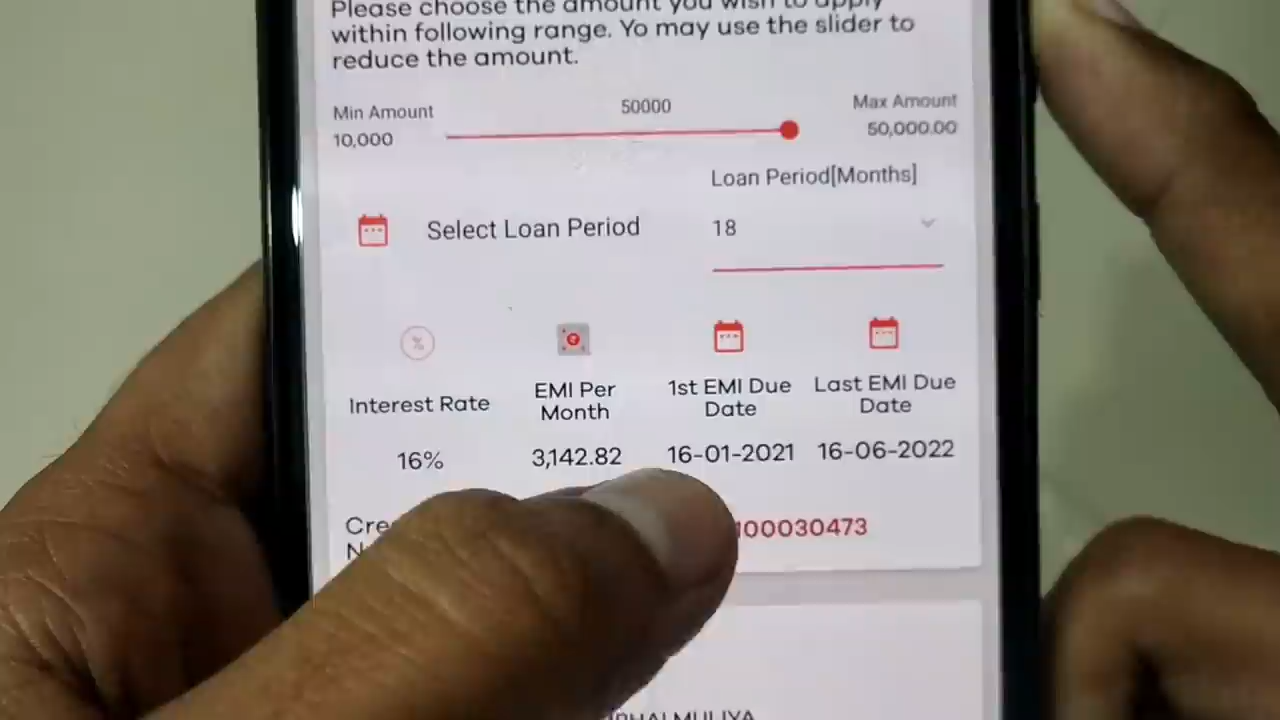 Please choose the amount you wish to apply
within following range. Yo may use the slider to
reduce the amount.
Min Amount
50000
Max Amount
10,000
50,000.00
Loan Period[Months]
Select Loan Period
18
Interest Rate
EMI Per
Month
1st EMI Due
Date
Last EMI Due
Date
16%
3,142.82
16-01-2021
16-06-2022
Cre
100030473
N